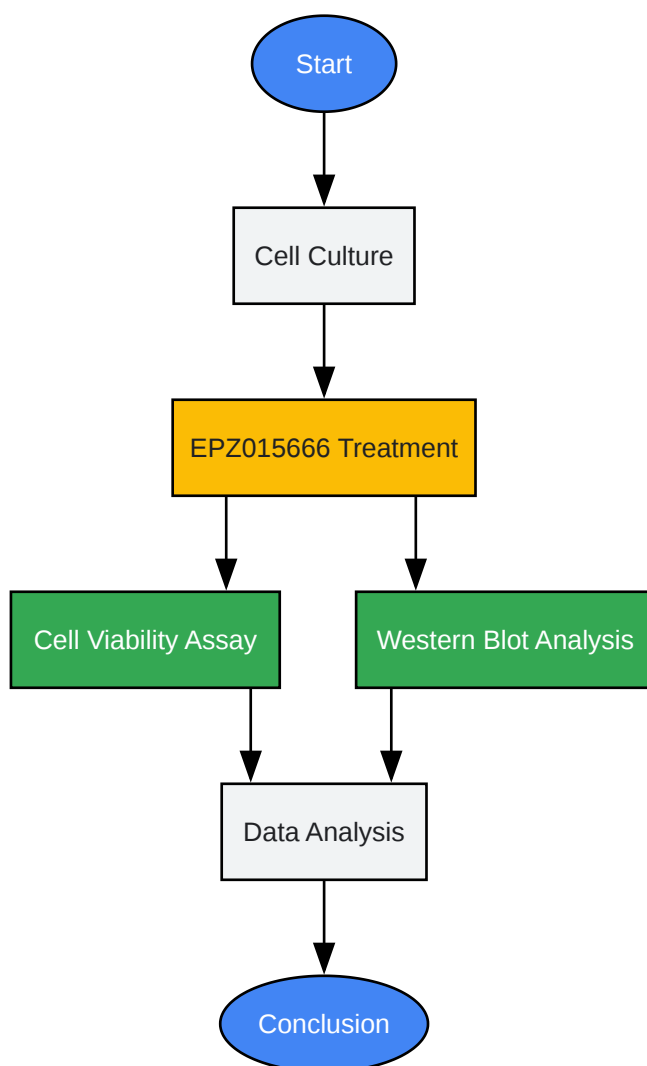 Start
Cell Culture
EPZ015666 Treatment
Cell Viability Assay
Western Blot Analysis
Data Analysis
Conclusion